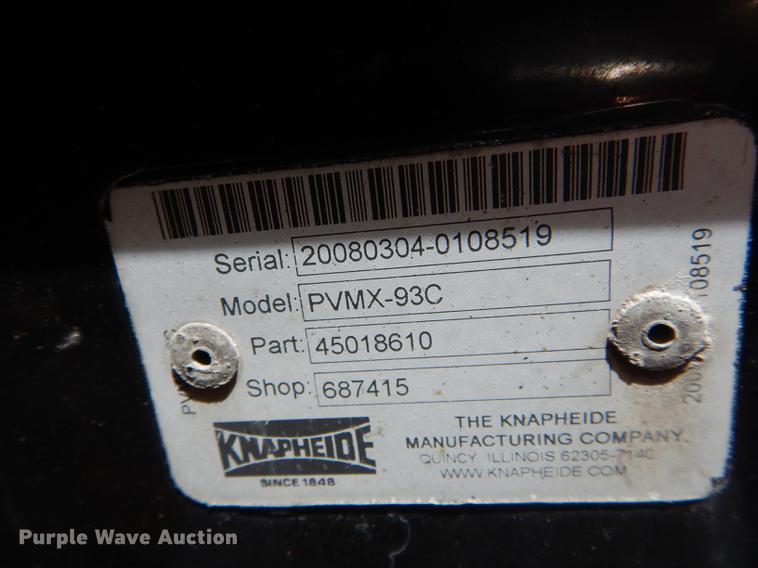 Serial: 20080304-0108519
Model: PVMX-93C
Part: 45018610
Shop: 687415
KNAPHEIDE
SINCE 1848
THE KNAPHEIDE
MANUFACTURING COMPANY
QUINCY ILLINOIS 62305-7140
WWW.KNAPHEIDE.COM
Purple Wave Auction